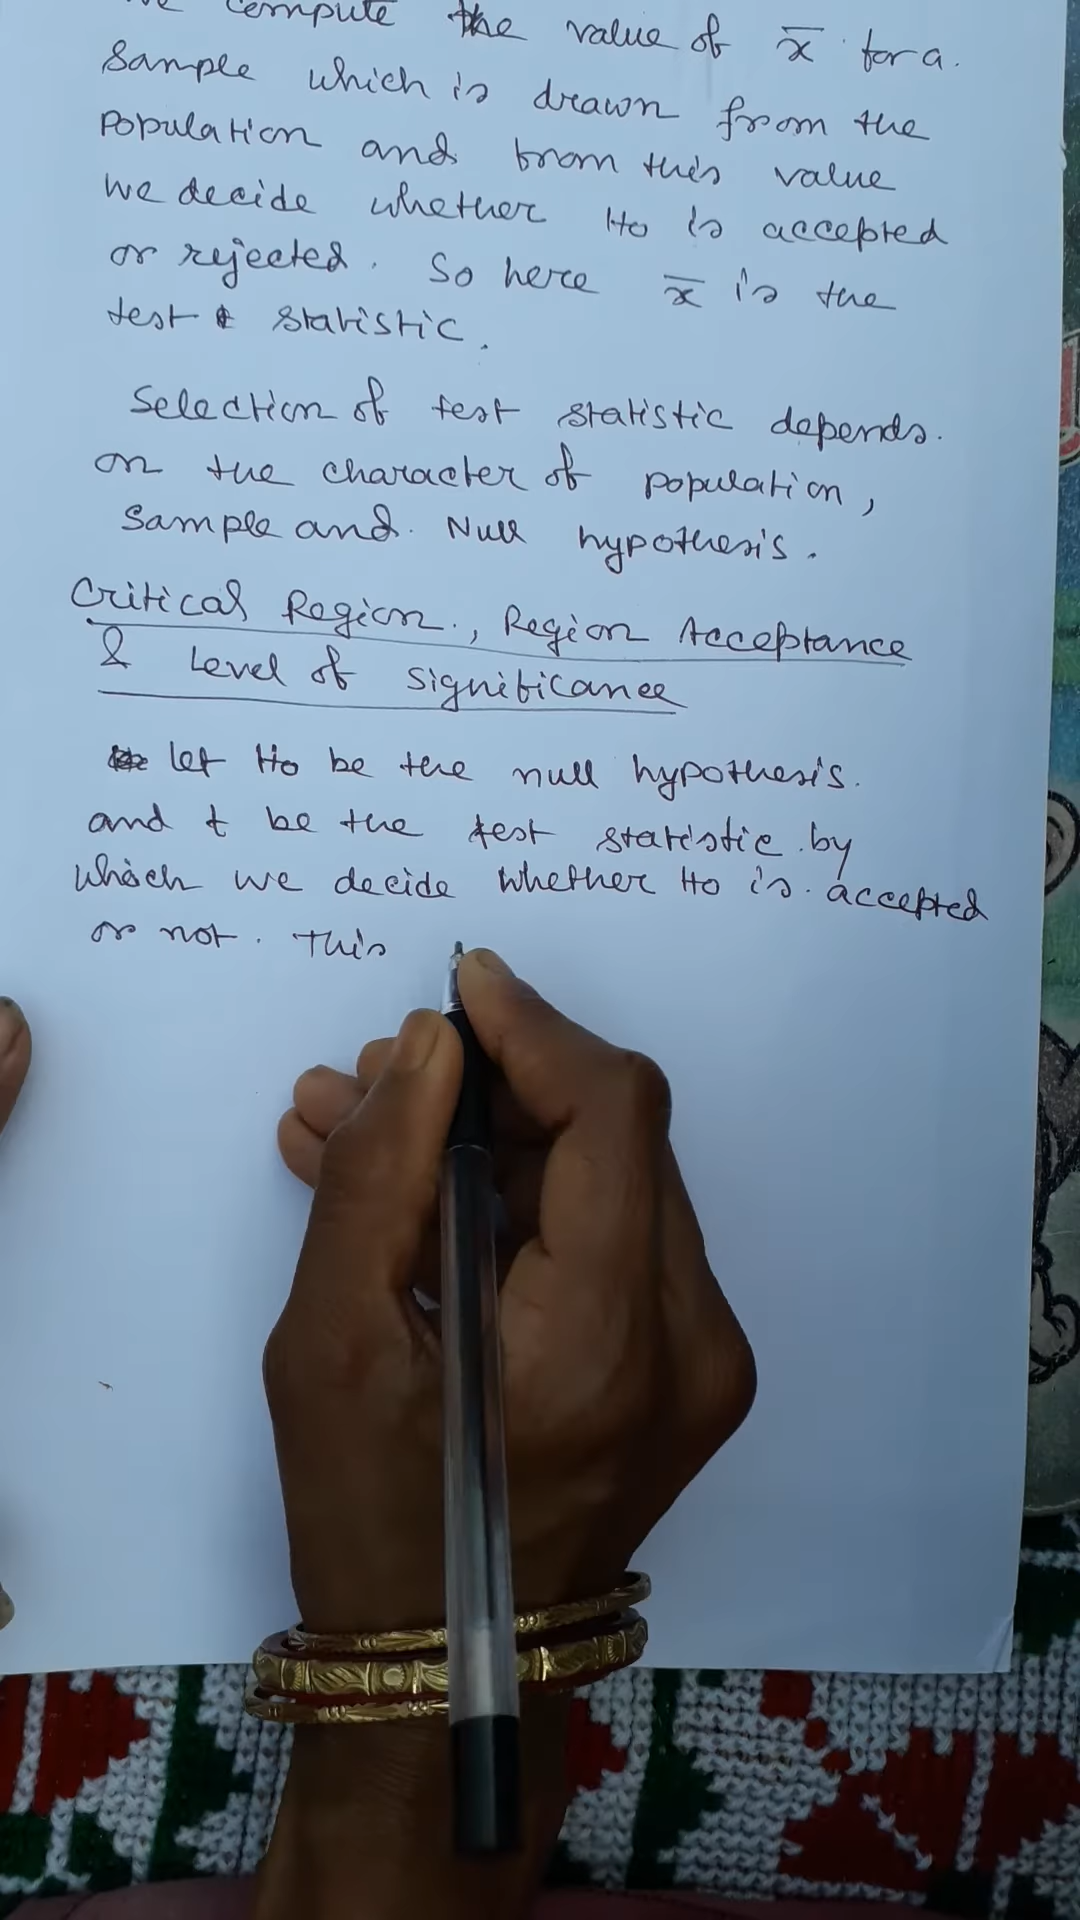 compute the value of x̄ for a.
Sample which is drawn from the
population and from this value
we decide whether Ho is accepted
or rejected. So here x̄ is the
test statistic.
Selection of test statistic depends.
on the character of population,
Sample and. Null hypothesis.
Critical Region., Region Acceptance
& Level of significance
let Ho be the null hypothesis.
and t be the test statistic by
which we decide whether Ho is accepted
or not. This